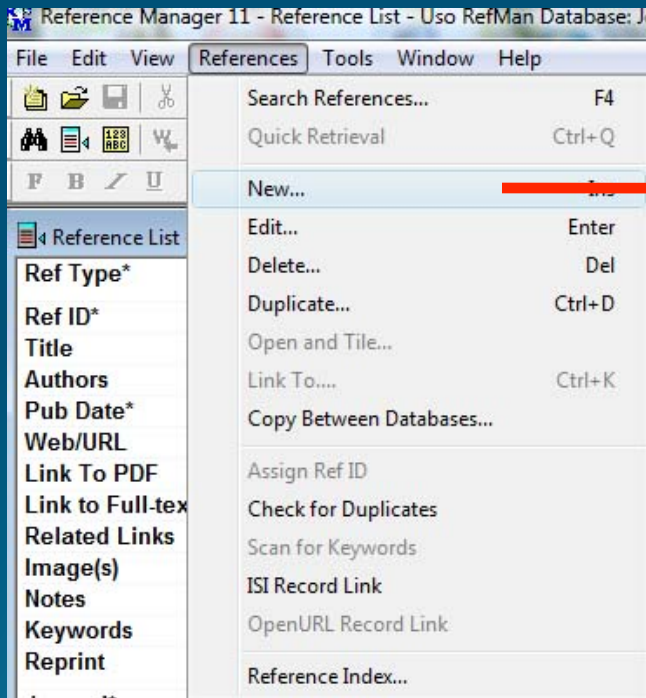 Reference Manager 11 - Reference List - Uso RefMan Database:
File Edit View References Tools Window Help
Search References... F4
Quick Retrieval Ctrl+Q
F B I U
New... Ins
Edit... Enter
Delete... Del
Duplicate... Ctrl+D
Open and Tile...
Link To.... Ctrl+K
Copy Between Databases...
Assign Ref ID
Check for Duplicates
Scan for Keywords
ISI Record Link
OpenURL Record Link
Reference Index...
Reference List
Ref Type*
Ref ID*
Title
Authors
Pub Date*
Web/URL
Link To PDF
Link to Full-tex
Related Links
Image(s)
Notes
Keywords
Reprint